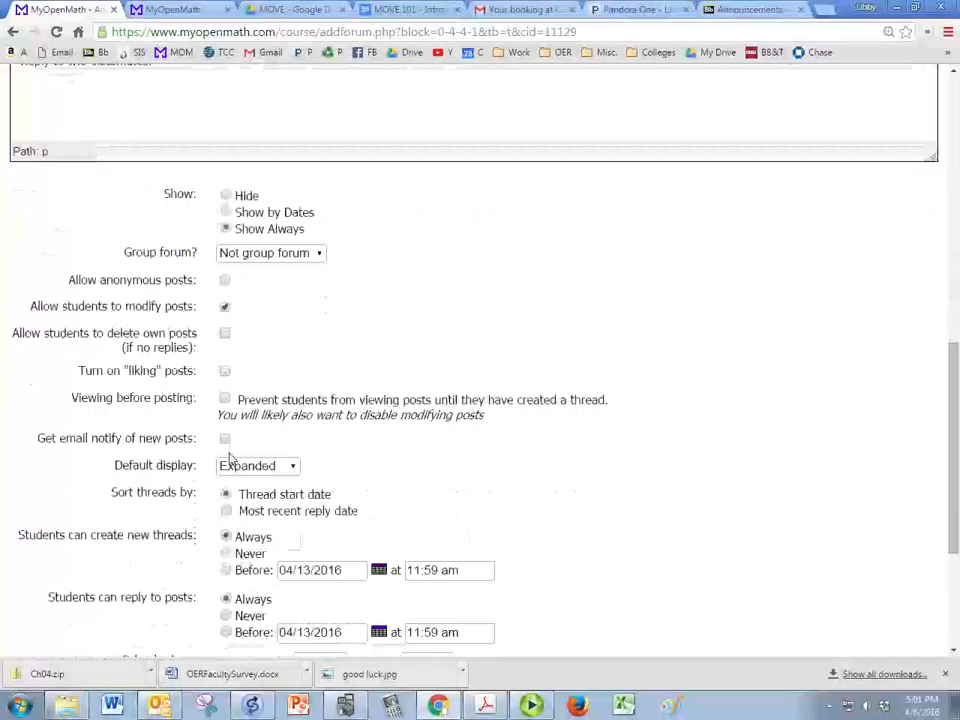 MyOpenMath - A
MyOpenMath
MOVE - Google D
MOVE 101 - Intro
Your booking at
Pandora One - L
Announcements -
Libby
https://www.myopenmath.com/course/addforum.php?block=0-4-4-1&tb=t&cid=11129
Email Bb SIS MOM TCC Gmail P Drive Y C Work OER Misc. Colleges My Drive BB&T Chase
Reply to two classmates.
Path: p
Show:
Hide
Show by Dates
Show Always
Group forum? Not group forum
Allow anonymous posts:
Allow students to modify posts:
Allow students to delete own posts
(if no replies):
Turn on "liking" posts:
Viewing before posting: Prevent students from viewing posts until they have created a thread.
You will likely also want to disable modifying posts
Get email notify of new posts:
Default display: Expanded
Sort threads by: Thread start date
Most recent reply date
Students can create new threads: Always
Never
Before: 04/13/2016 at 11:59 am
Students can reply to posts: Always
Never
Before: 04/13/2016 at 11:59 am
Ch04.zip
OERFacultySurvey.docx
good luck.jpg
Show all downloads...
5:01 PM
4/6/2016